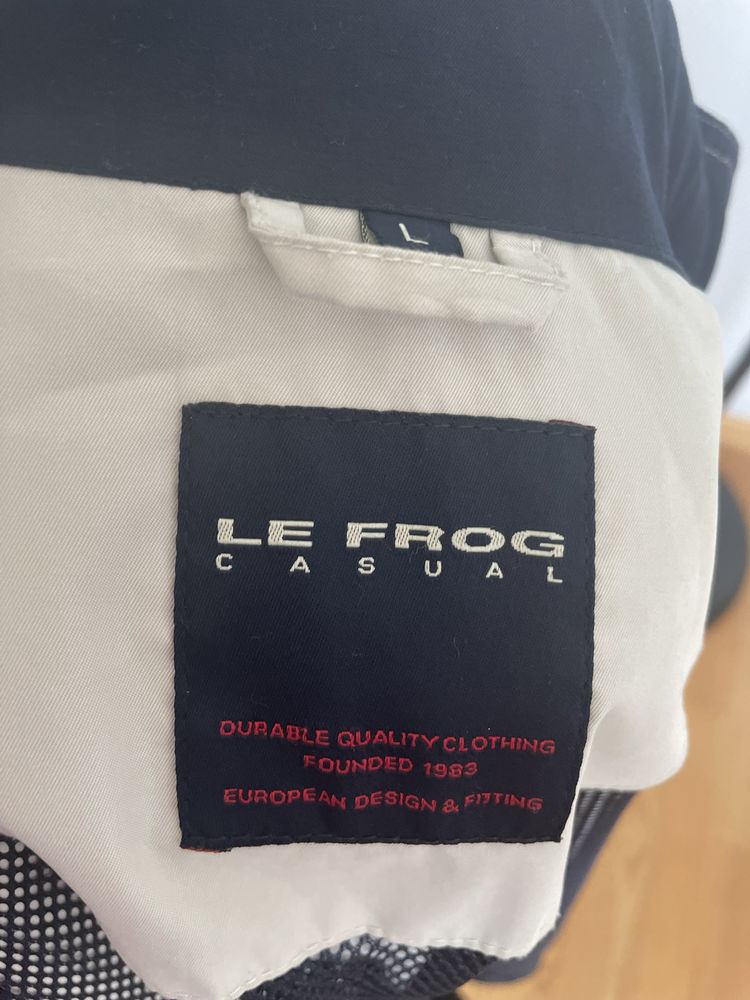 L
LE FROG
CASUAL
DURABLE QUALITY CLOTHING
FOUNDED 1983
EUROPEAN DESIGN & FITTING